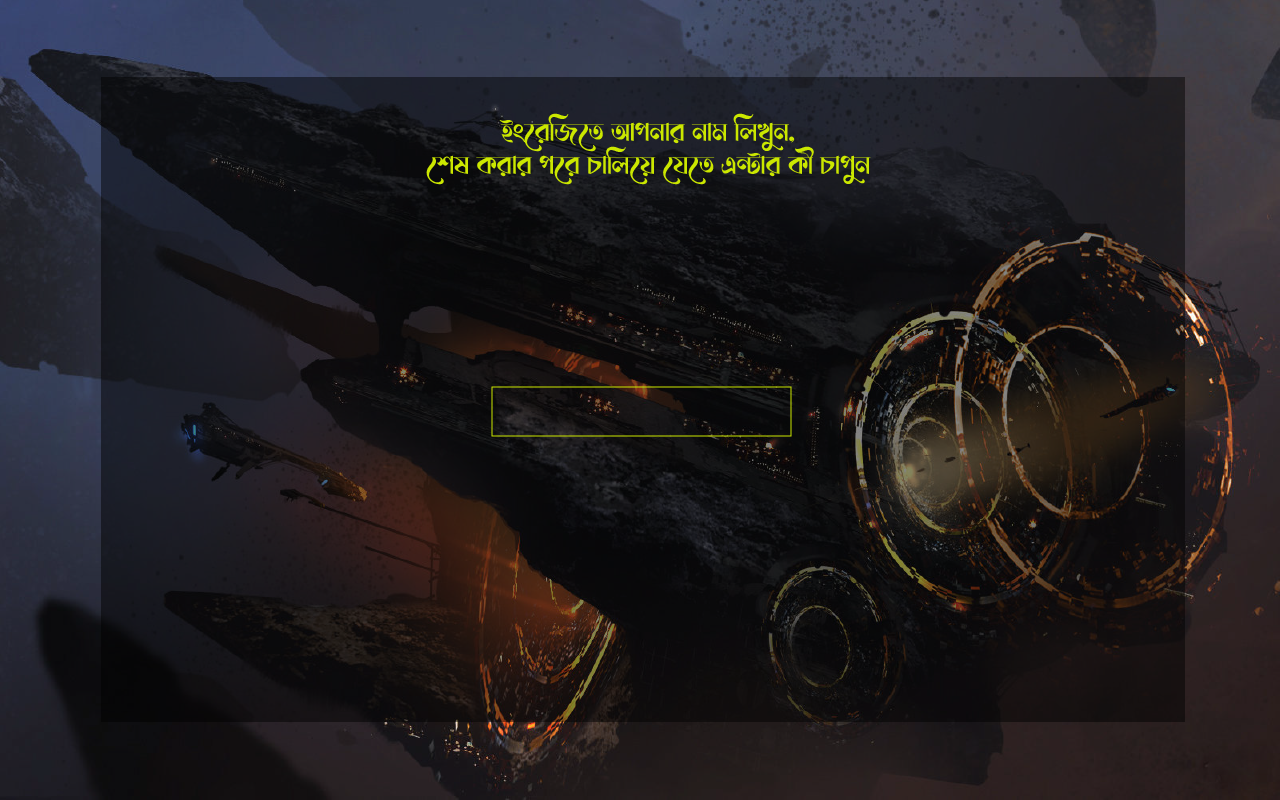 ইংরেজিতে আপনার নাম লিখুন,
শেষ করার পরে চালিয়ে যেতে এন্টার কী চাপুন